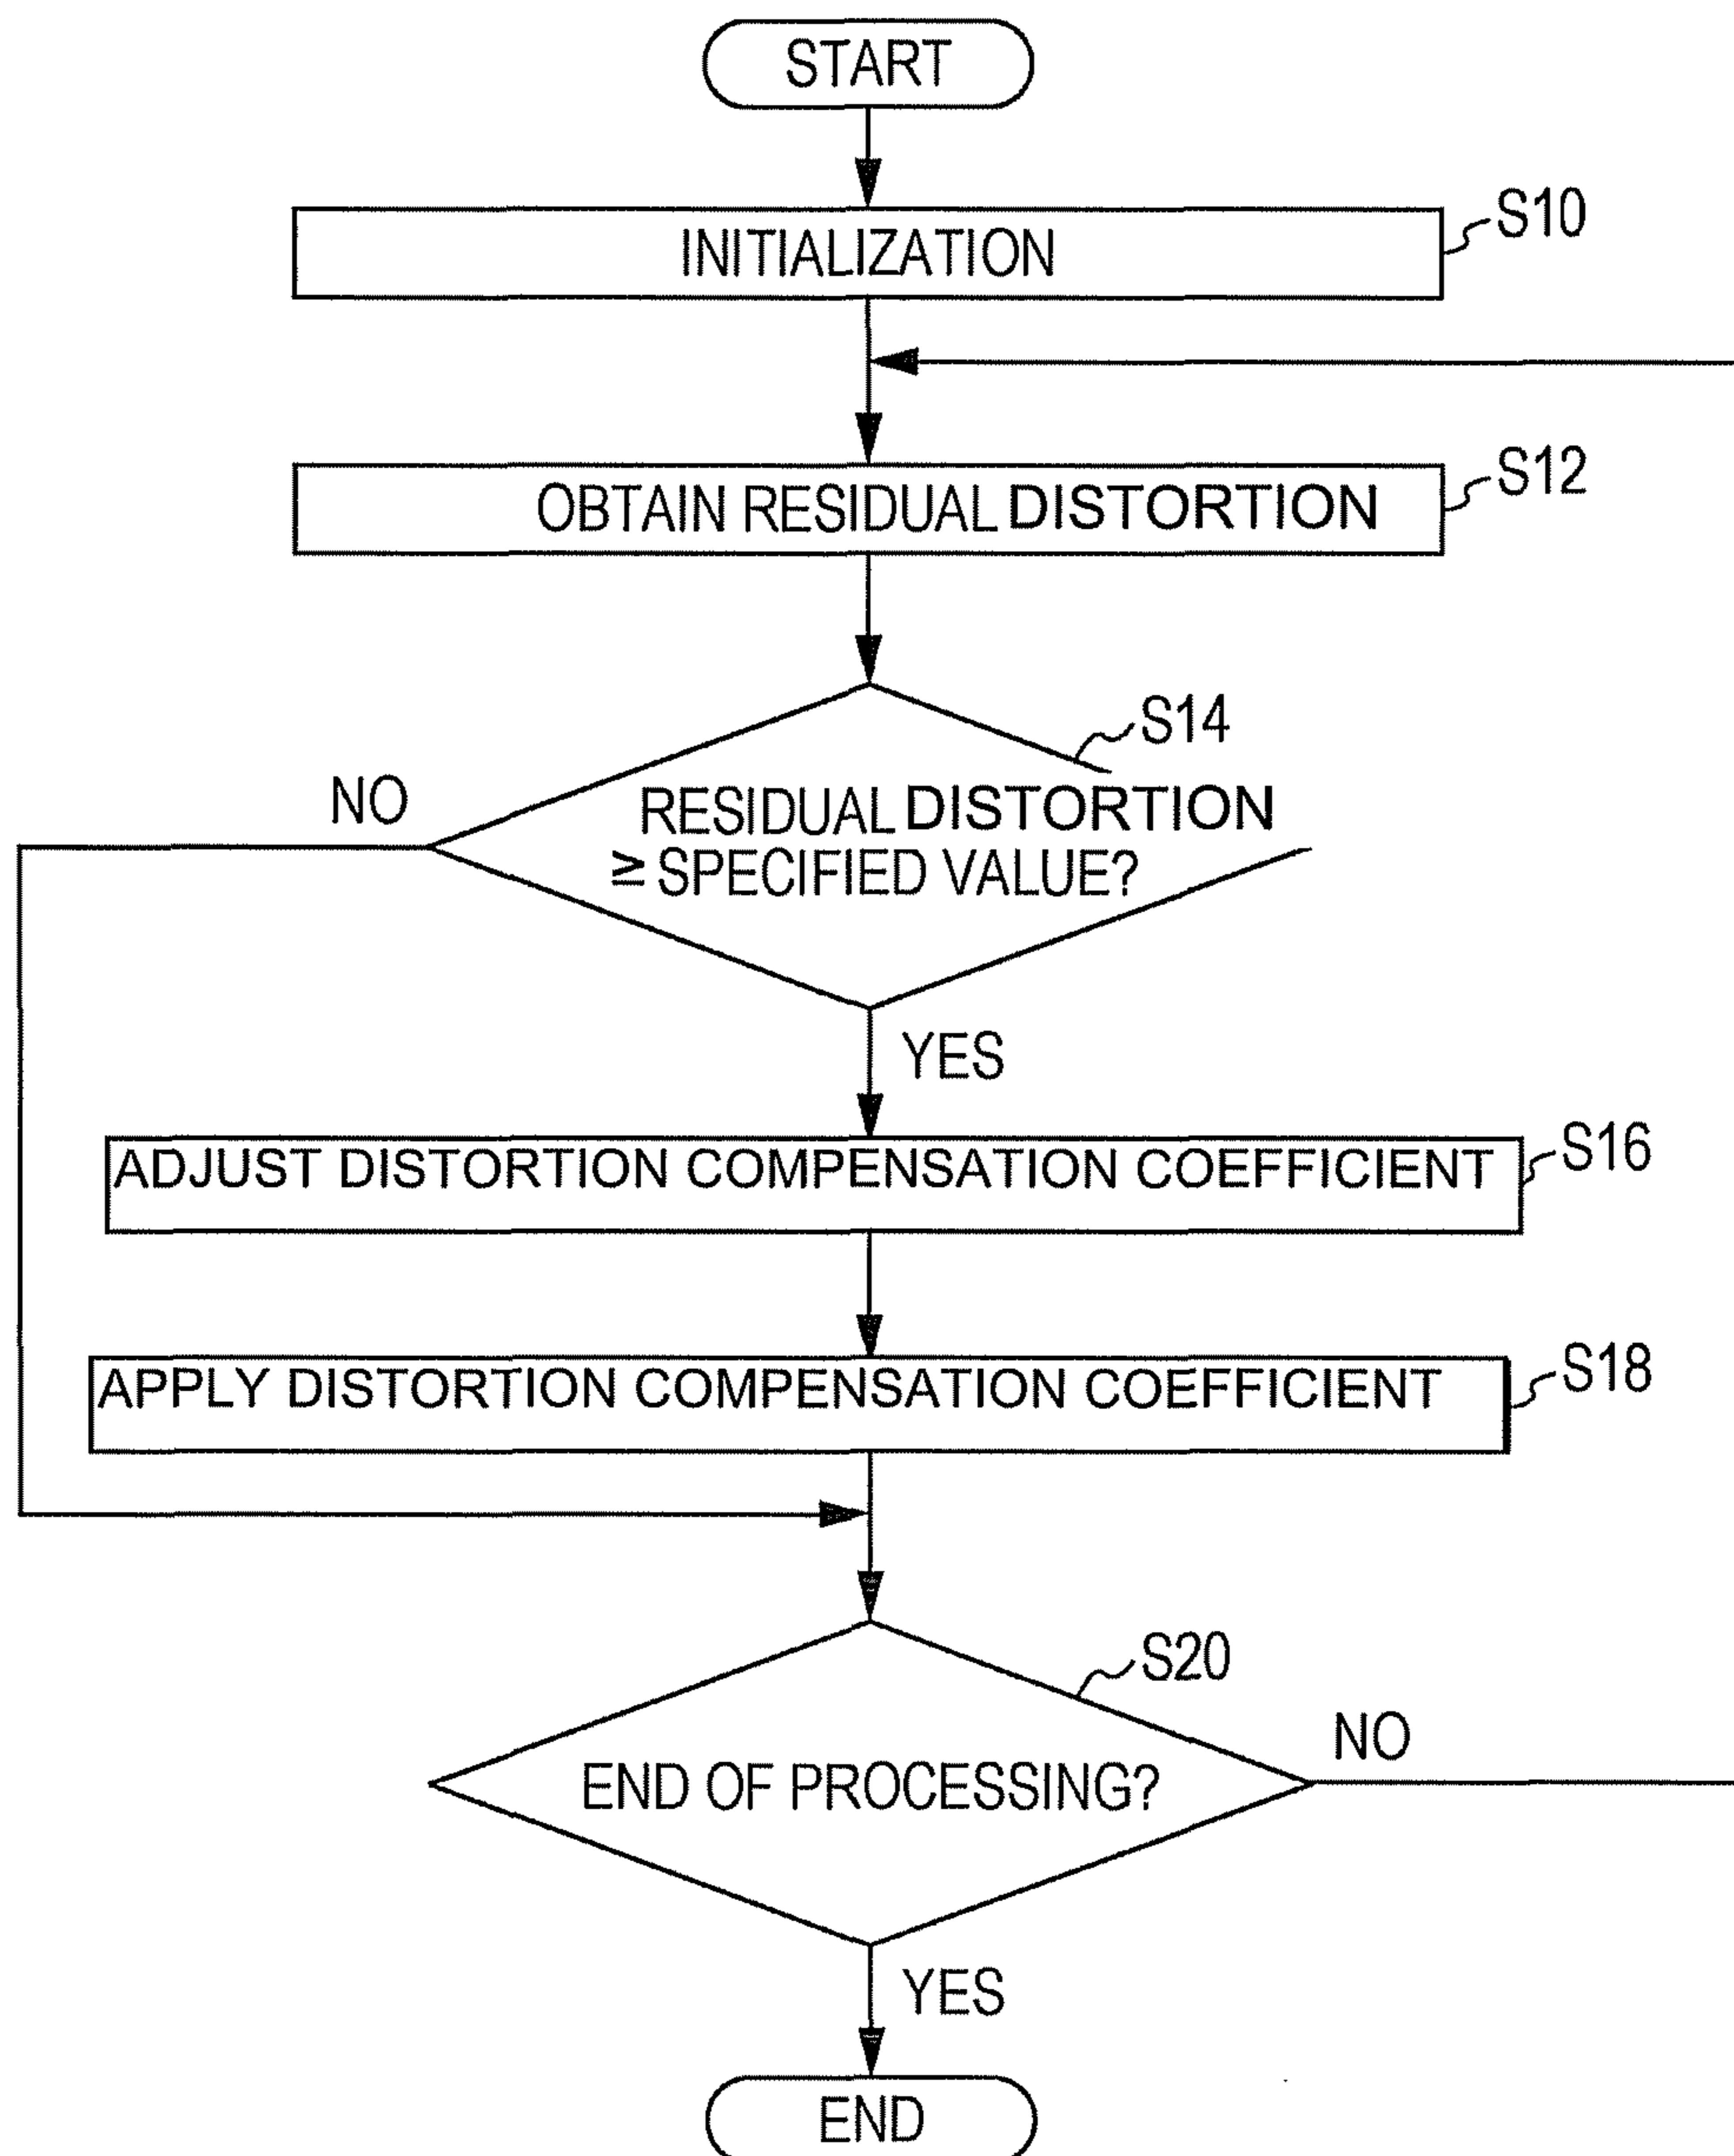 START
INITIALIZATION
S10
OBTAIN RESIDUAL DISTORTION
S12
S14
NO
RESIDUAL DISTORTION
≥ SPECIFIED VALUE?
YES
ADJUST DISTORTION COMPENSATION COEFFICIENT
S16
APPLY DISTORTION COMPENSATION COEFFICIENT
S18
S20
NO
END OF PROCESSING?
YES
END